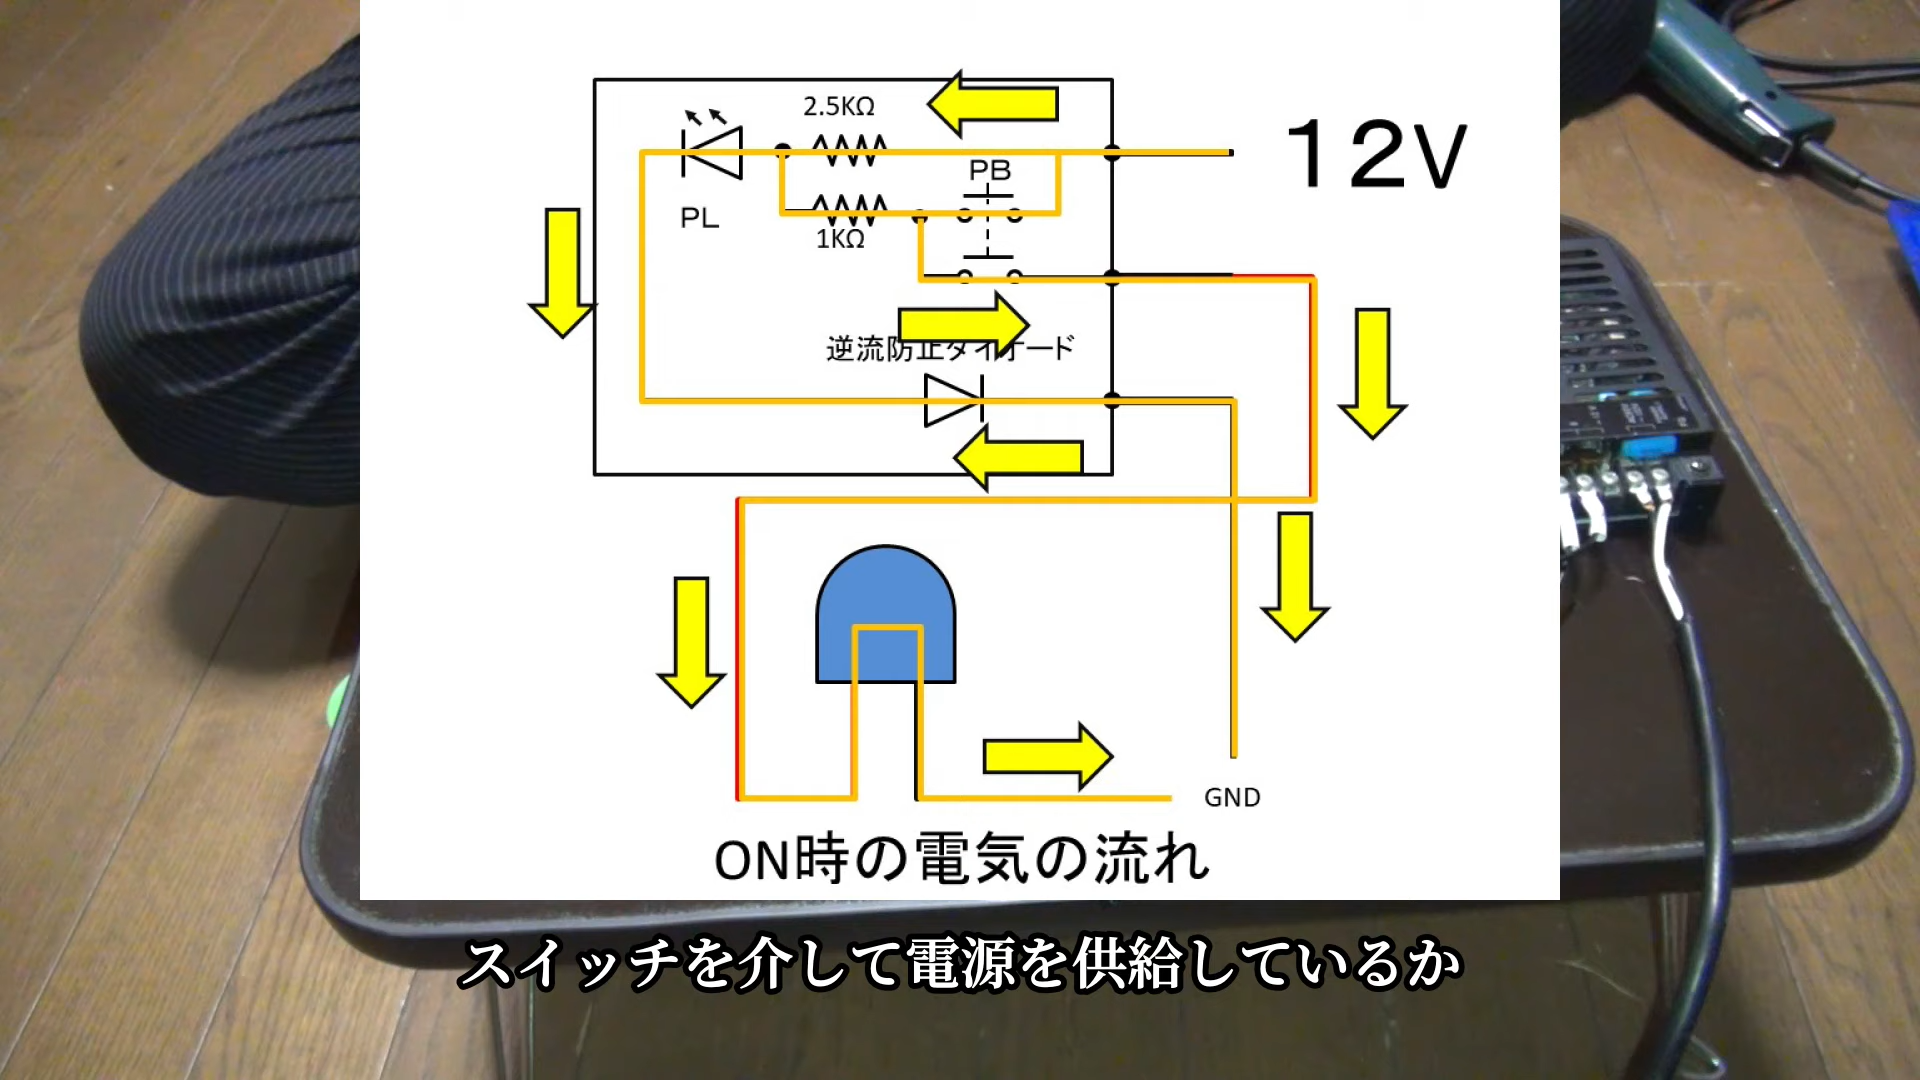 2.5KΩ
12V
PB
PL
1KΩ
逆流防止ダイオード
GND
ON時の電気の流れ
スイッチを介して電源を供給しているか